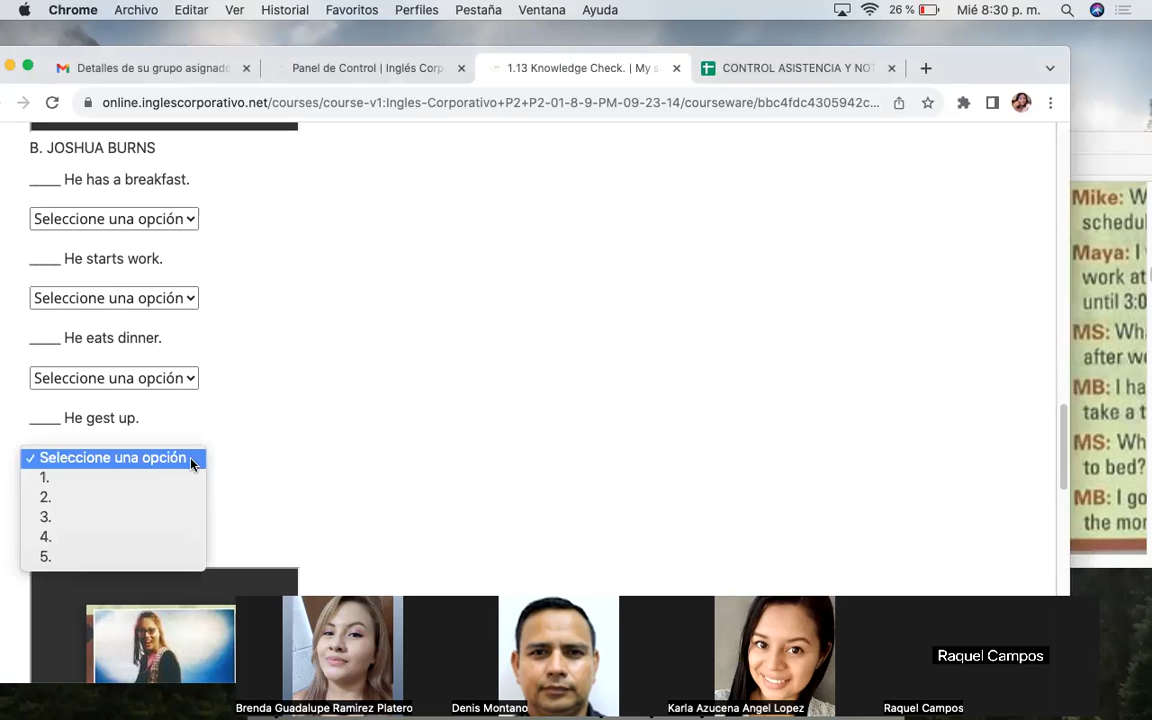 Chrome Archivo Editar Ver Historial Favoritos Perfiles Pestaña Ventana Ayuda 26 % Mié 8:30 p. m.
Detalles de su grupo asignado Panel de Control | Inglés Corp 1.13 Knowledge Check. | My s CONTROL ASISTENCIA Y NOT
online.inglescorporativo.net/courses/course-v1:Ingles-Corporativo+P2+P2-01-8-9-PM-09-23-14/courseware/bbc4fdc4305942c...
B. JOSHUA BURNS
____ He has a breakfast.
Seleccione una opción
____ He starts work.
Seleccione una opción
____ He eats dinner.
Seleccione una opción
____ He gest up.
✓ Seleccione una opción
1.
2.
3.
4.
5.
Mike: W
schedu
Maya: I
work at
until 3:0
MS: Wh
after wo
MB: I ha
take a t
MS: Wh
to bed?
MB: I go
the mor
Raquel Campos
Brenda Guadalupe Ramirez Platero Denis Montano Karla Azucena Angel Lopez Raquel Campos